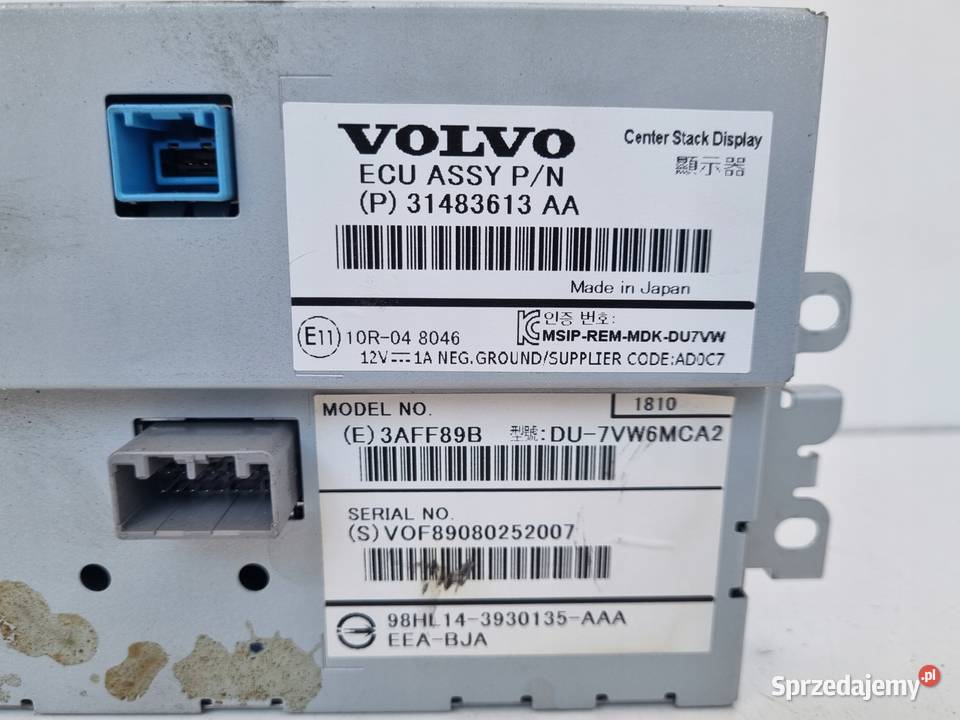 VOLVO
Center Stack Display
顯示器
ECU ASSY P/N
(P) 31483613 AA
Made in Japan
E11 10R-04 8046
인증 번호:
MSIP-REM-MDK-DU7VW
12V⎓1A NEG.GROUND/SUPPLIER CODE:AD0C7
MODEL NO.
1810
(E)3AFF89B 型號:DU-7VW6MCA2
SERIAL NO.
(S)VOF89080252007
98HL14-3930135-AAA
EEA-BJA
Sprzedajemy.pl